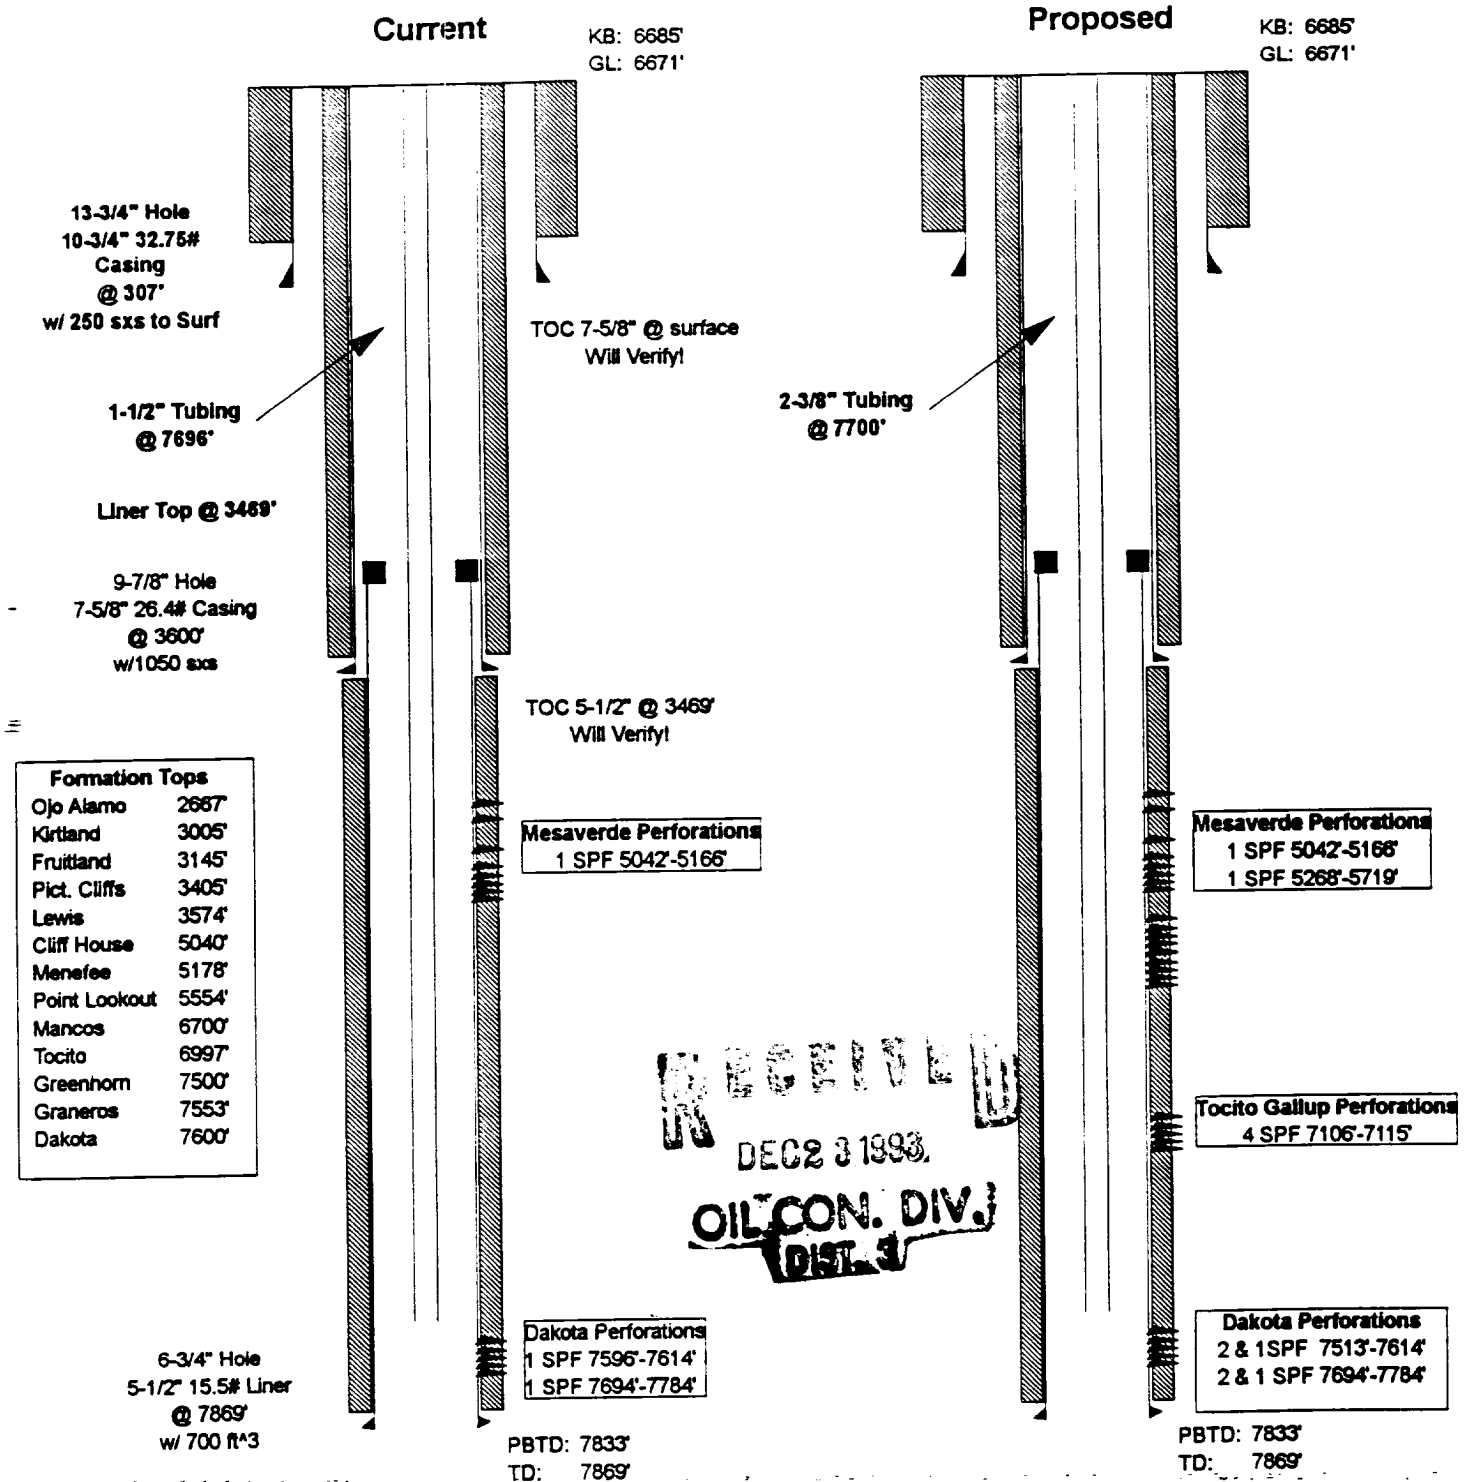 Current
KB: 6685'
GL: 6671'
13-3/4" Hole
10-3/4" 32.75#
Casing
@ 307'
w/ 250 sxs to Surf
TOC 7-5/8" @ surface
Will Verify!
1-1/2" Tubing
@ 7696'
Liner Top @ 3469'
9-7/8" Hole
7-5/8" 26.4# Casing
@ 3600'
w/1050 sxs
TOC 5-1/2" @ 3469'
Will Verify!
Formation Tops
Ojo Alamo 2667'
Kirtland 3005'
Fruitland 3145'
Pict. Cliffs 3405'
Lewis 3574'
Cliff House 5040'
Menefee 5178'
Point Lookout 5554'
Mancos 6700'
Tocito 6997'
Greenhorn 7500'
Graneros 7553'
Dakota 7600'
Mesaverde Perforations
1 SPF 5042'-5166'
Dakota Perforations
1 SPF 7596'-7614'
1 SPF 7694'-7784'
6-3/4" Hole
5-1/2" 15.5# Liner
@ 7869'
w/ 700 ft^3
PBTD: 7833'
TD: 7869'
RECEIVED
OIL CON. DIV.
DIST. 3
Proposed
KB: 6685'
GL: 6671'
2-3/8" Tubing
@ 7700'
Mesaverde Perforations
1 SPF 5042'-5166'
1 SPF 5268'-5719'
Tocito Gallup Perforations
4 SPF 7106'-7115'
Dakota Perforations
2 & 1SPF 7513'-7614'
2 & 1 SPF 7694'-7784'
PBTD: 7833'
TD: 7869'